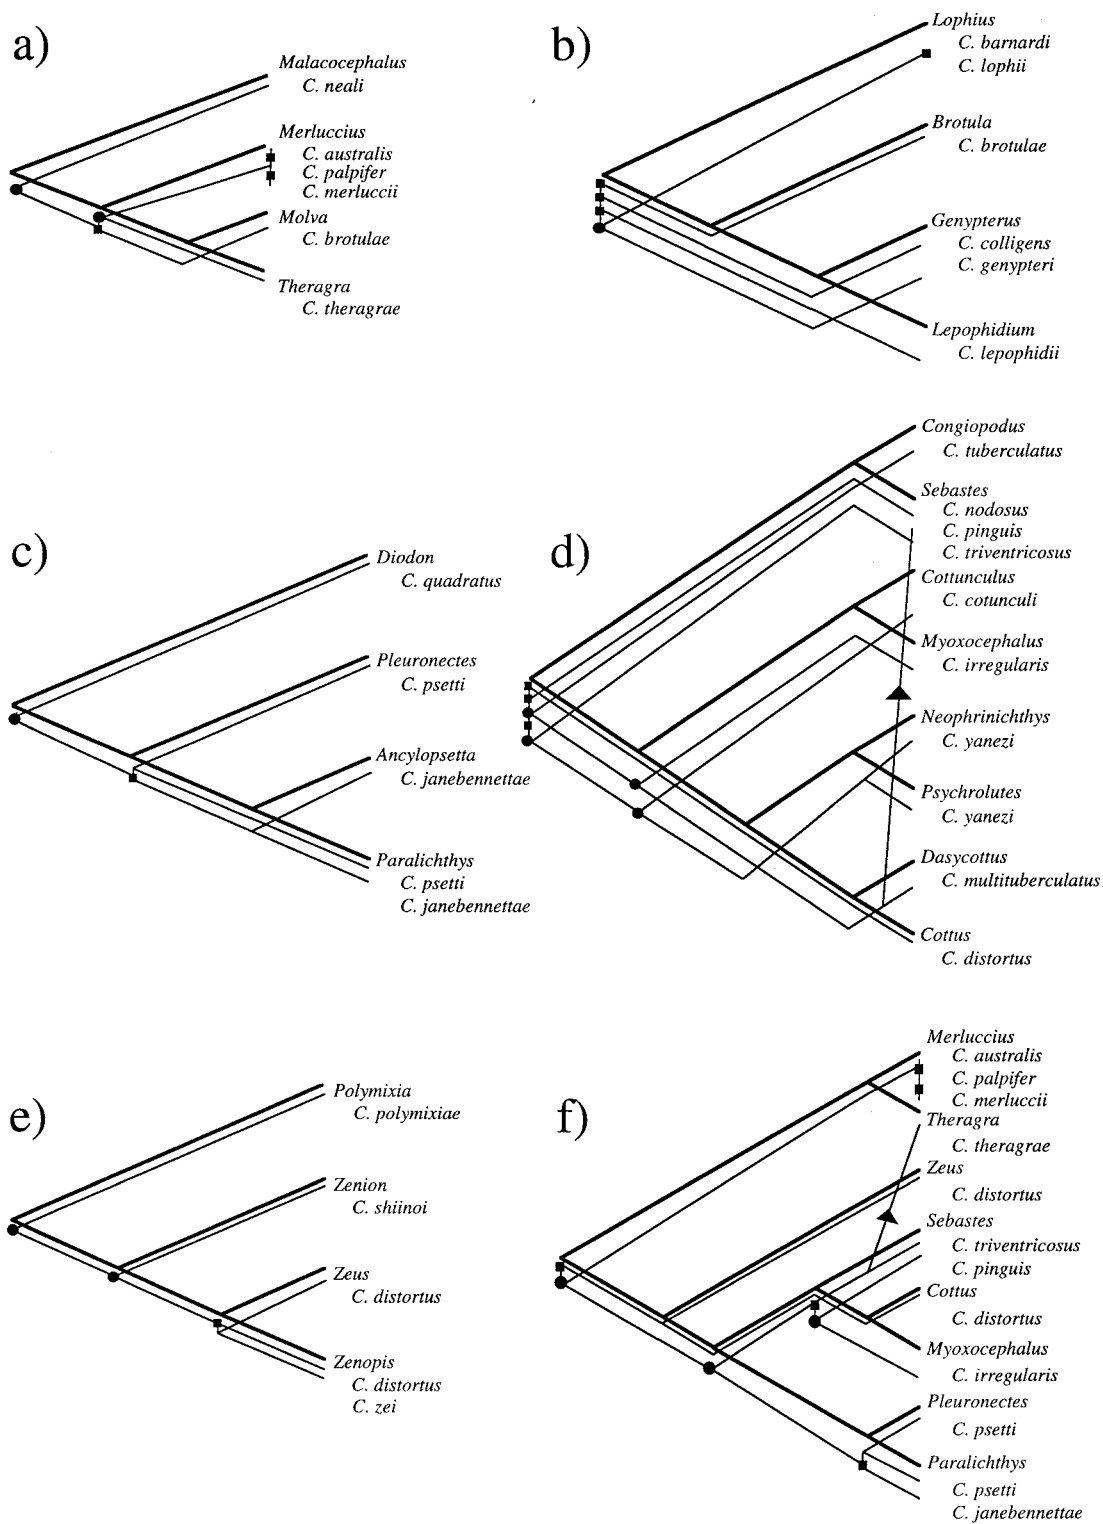 a)
Malacocephalus
C. neali
Merluccius
C. australis
C. palpifer
C. merluccii
Molva
C. brotulae
Theragra
C. theragrae
b)
Lophius
C. barnardi
C. lophii
Brotula
C. brotulae
Genypterus
C. colligens
C. genypteri
Lepophidium
C. lepophidii
c)
Diodon
C. quadratus
Pleuronectes
C. psetti
Ancylopsetta
C. janebennettae
Paralichthys
C. psetti
C. janebennettae
d)
Congiopodus
C. tuberculatus
Sebastes
C. nodosus
C. pinguis
C. triventricosus
Cottunculus
C. cotunculi
Myoxocephalus
C. irregularis
Neophrinichthys
C. yanezi
Psychrolutes
C. yanezi
Dasycottus
C. multituberculatus
Cottus
C. distortus
e)
Polymixia
C. polymixiae
Zenion
C. shiinoi
Zeus
C. distortus
Zenopis
C. distortus
C. zei
f)
Merluccius
C. australis
C. palpifer
C. merluccii
Theragra
C. theragrae
Zeus
C. distortus
Sebastes
C. triventricosus
C. pinguis
Cottus
C. distortus
Myoxocephalus
C. irregularis
Pleuronectes
C. psetti
Paralichthys
C. psetti
C. janebennettae